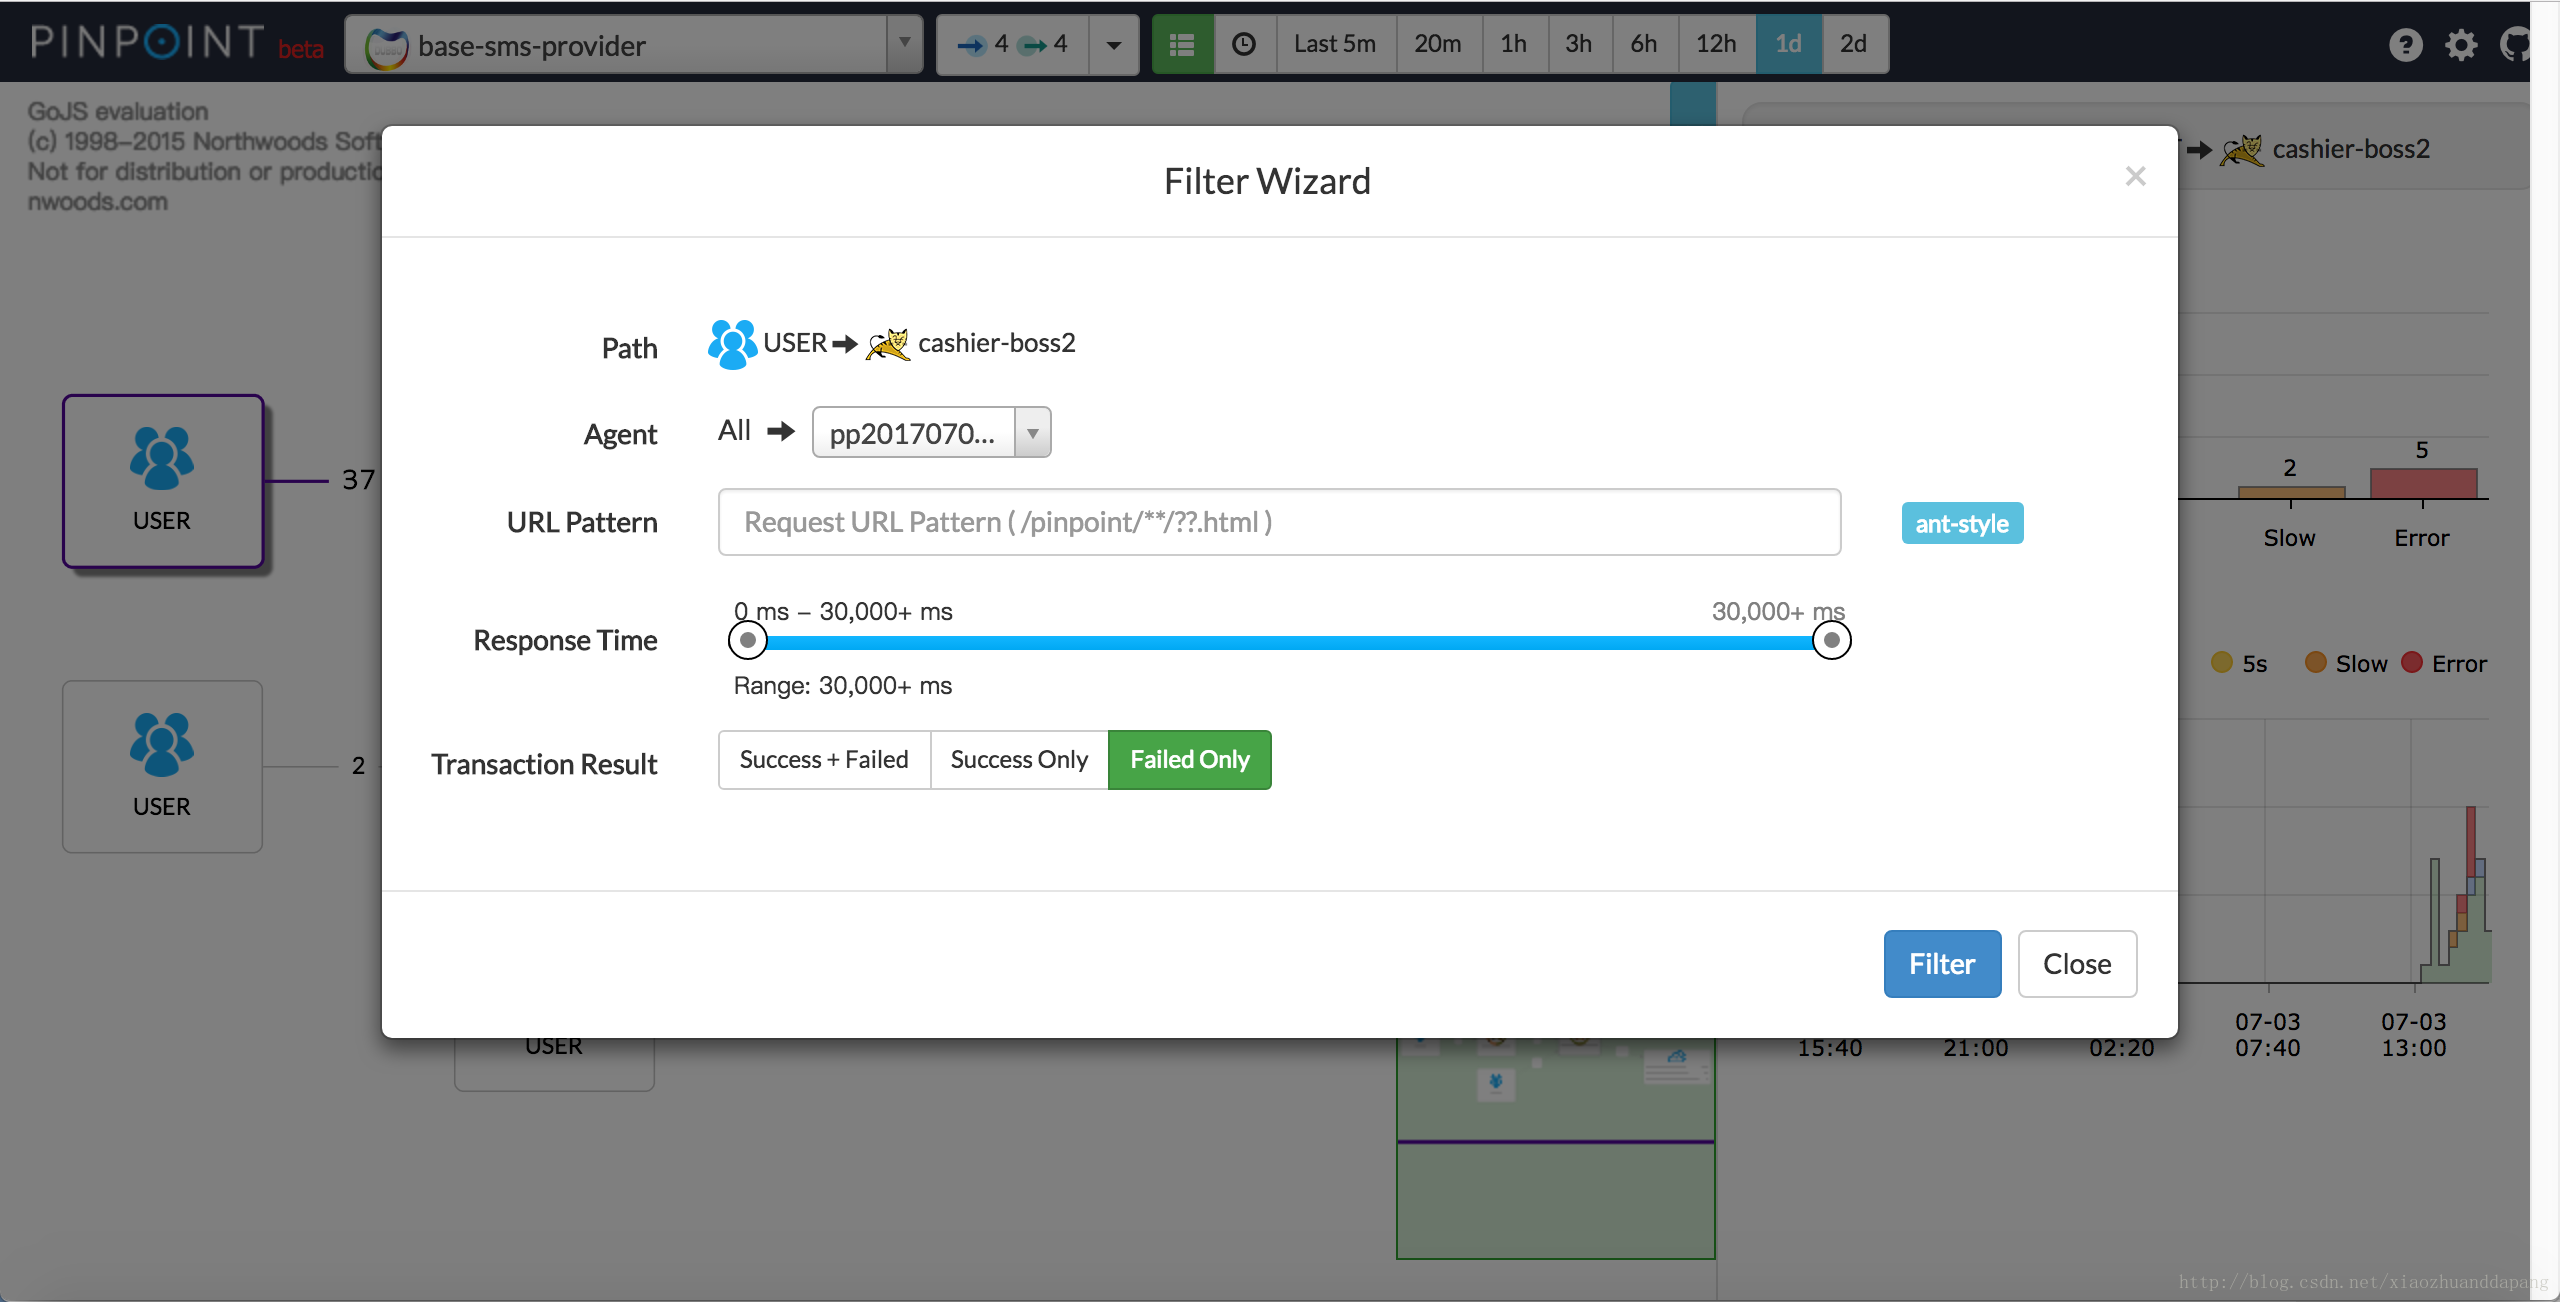 PINPOINT beta
base-sms-provider
4 4
Last 5m 20m 1h 3h 6h 12h 1d 2d
GoJS evaluation
(c) 1998–2015 Northwoods Soft
Not for distribution or productio
nwoods.com
cashier-boss2
Filter Wizard
×
Path USER cashier-boss2
Agent All pp2017070...
URL Pattern Request URL Pattern ( /pinpoint/**/??.html ) ant-style
Response Time
0 ms – 30,000+ ms 30,000+ ms
Range: 30,000+ ms
Transaction Result Success + Failed Success Only Failed Only
Filter Close
USER
37
USER
2
USER
2 5
Slow Error
5s Slow Error
15:40 21:00 02:20
07-03
07:40
07-03
13:00
http://blog.csdn.net/xiaozhuanddapang